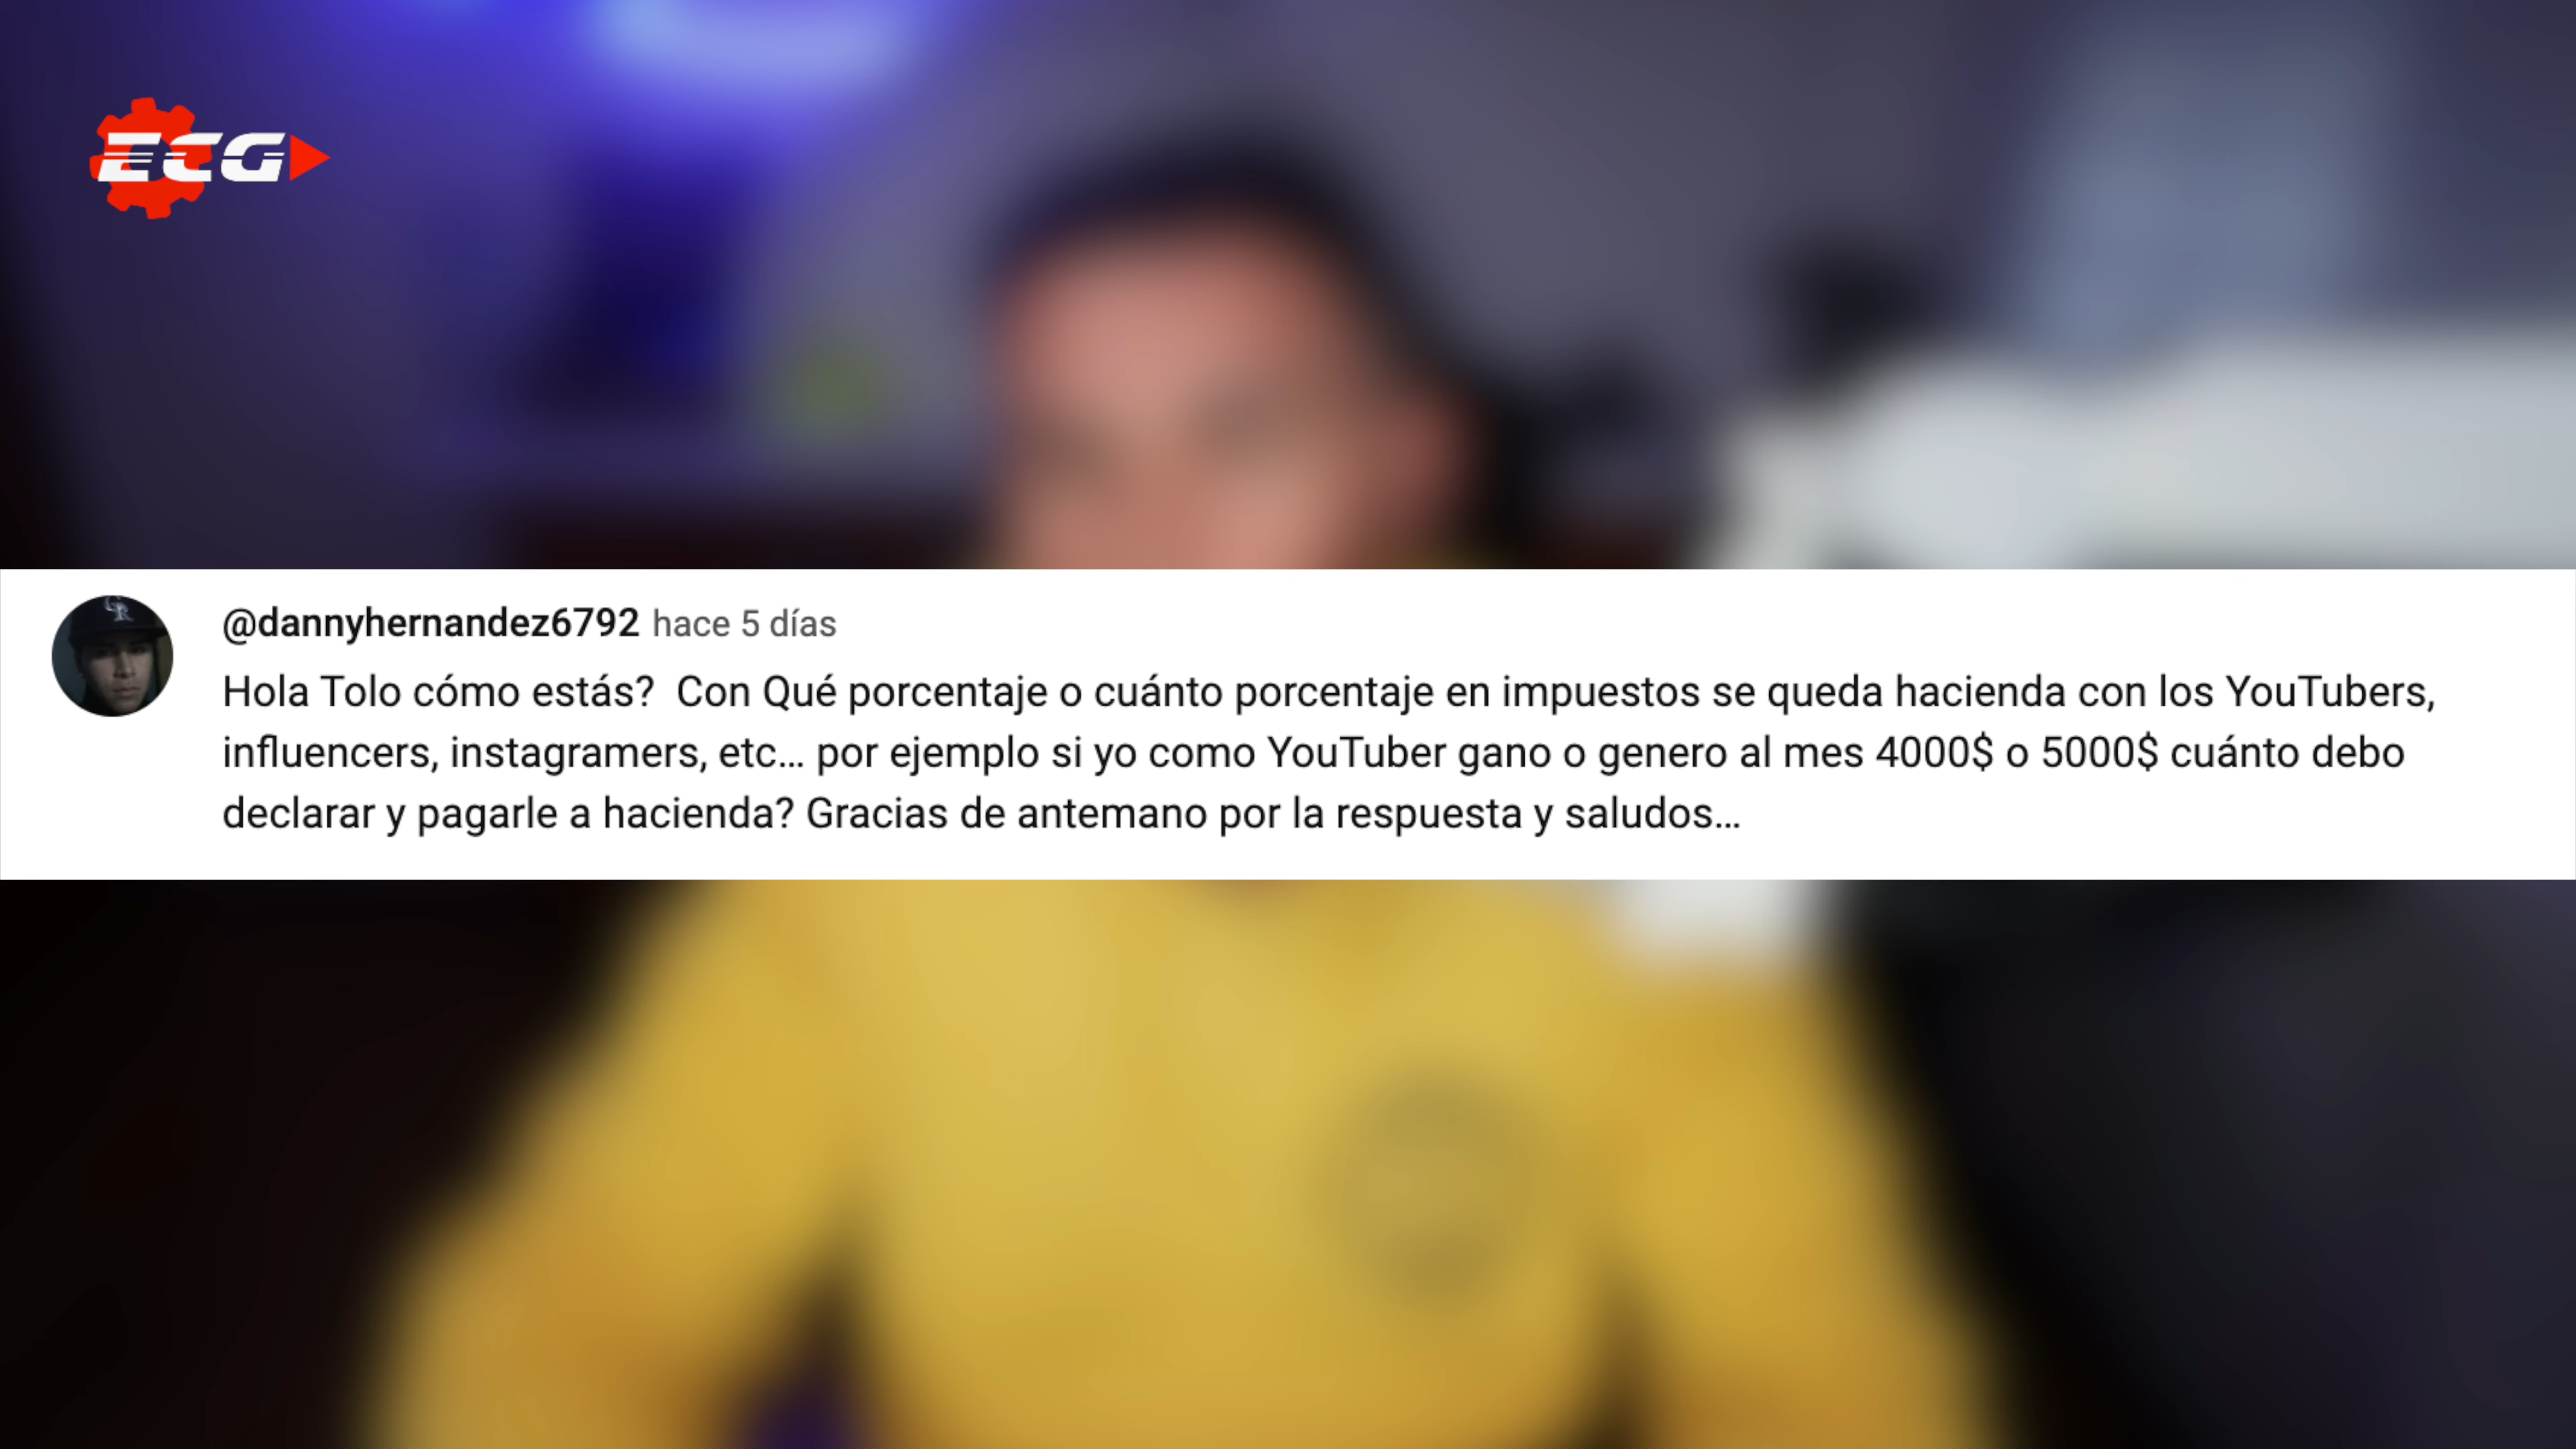 ECG
@dannyhernandez6792 hace 5 días
Hola Tolo cómo estás?  Con Qué porcentaje o cuánto porcentaje en impuestos se queda hacienda con los YouTubers,
influencers, instagramers, etc... por ejemplo si yo como YouTuber gano o genero al mes 4000$ o 5000$ cuánto debo
declarar y pagarle a hacienda? Gracias de antemano por la respuesta y saludos...